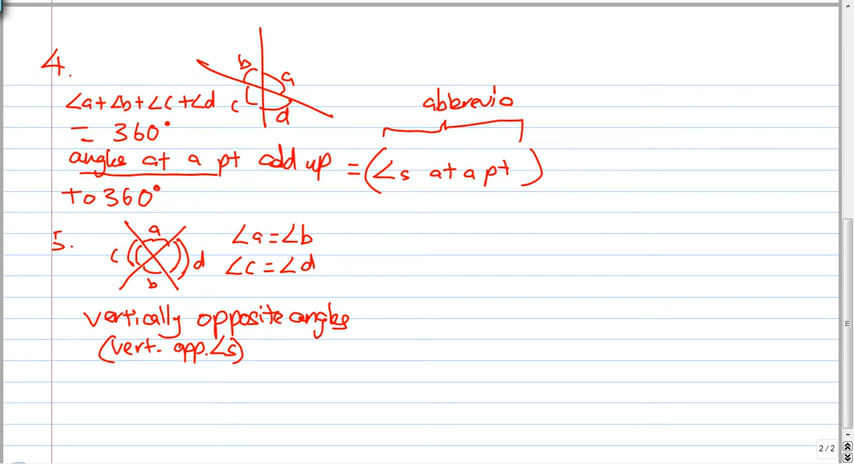 4.
b
a
c
d
∠a+∠b+∠c+∠d
= 360°
abbrevia
angles at a pt add up = (∠s at a pt)
to 360°
5.
a
c
d
b
∠a=∠b
∠c=∠d
vertically opposite angles
(vert. opp.∠s)
2/2